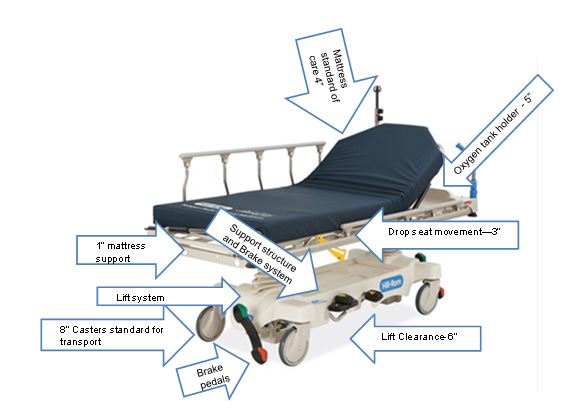 Mattress
standard of
care 4"
Oxygen tank holder - 5"
Support structure
and Brake system
Drop seat movement—3"
1" mattress
support
Lift system
Hill-Rom
8" Casters standard for
transport
Lift Clearance-6"
Brake
pedals